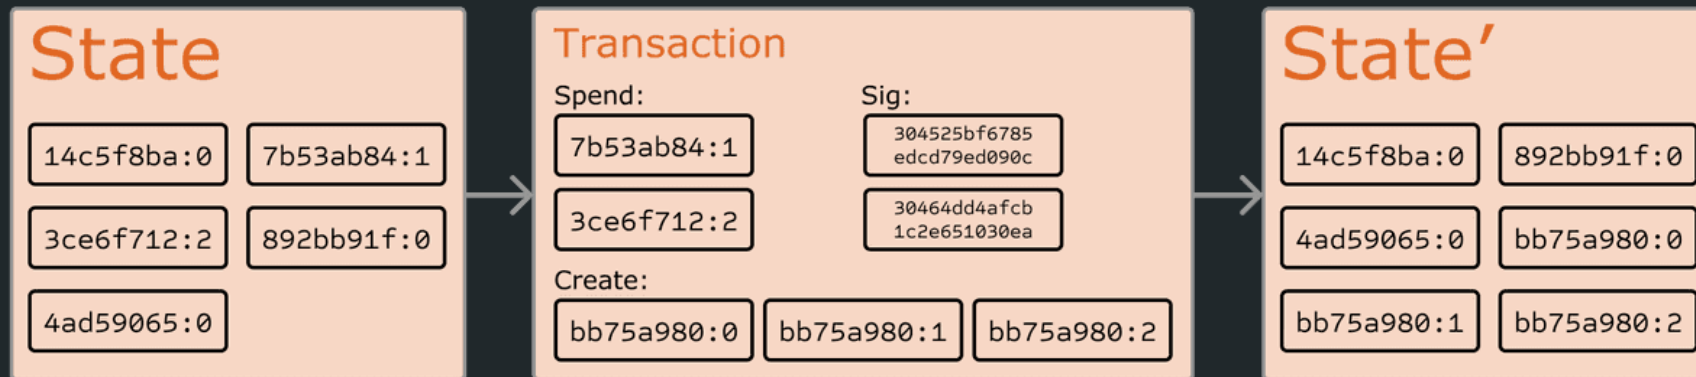 State
14c5f8ba:0 7b53ab84:1
3ce6f712:2 892bb91f:0
4ad59065:0
Transaction
Spend: Sig:
7b53ab84:1
304525bf6785
edcd79ed090c
3ce6f712:2
30464dd4afcb
1c2e651030ea
Create:
bb75a980:0 bb75a980:1 bb75a980:2
State′
14c5f8ba:0 892bb91f:0
4ad59065:0 bb75a980:0
bb75a980:1 bb75a980:2